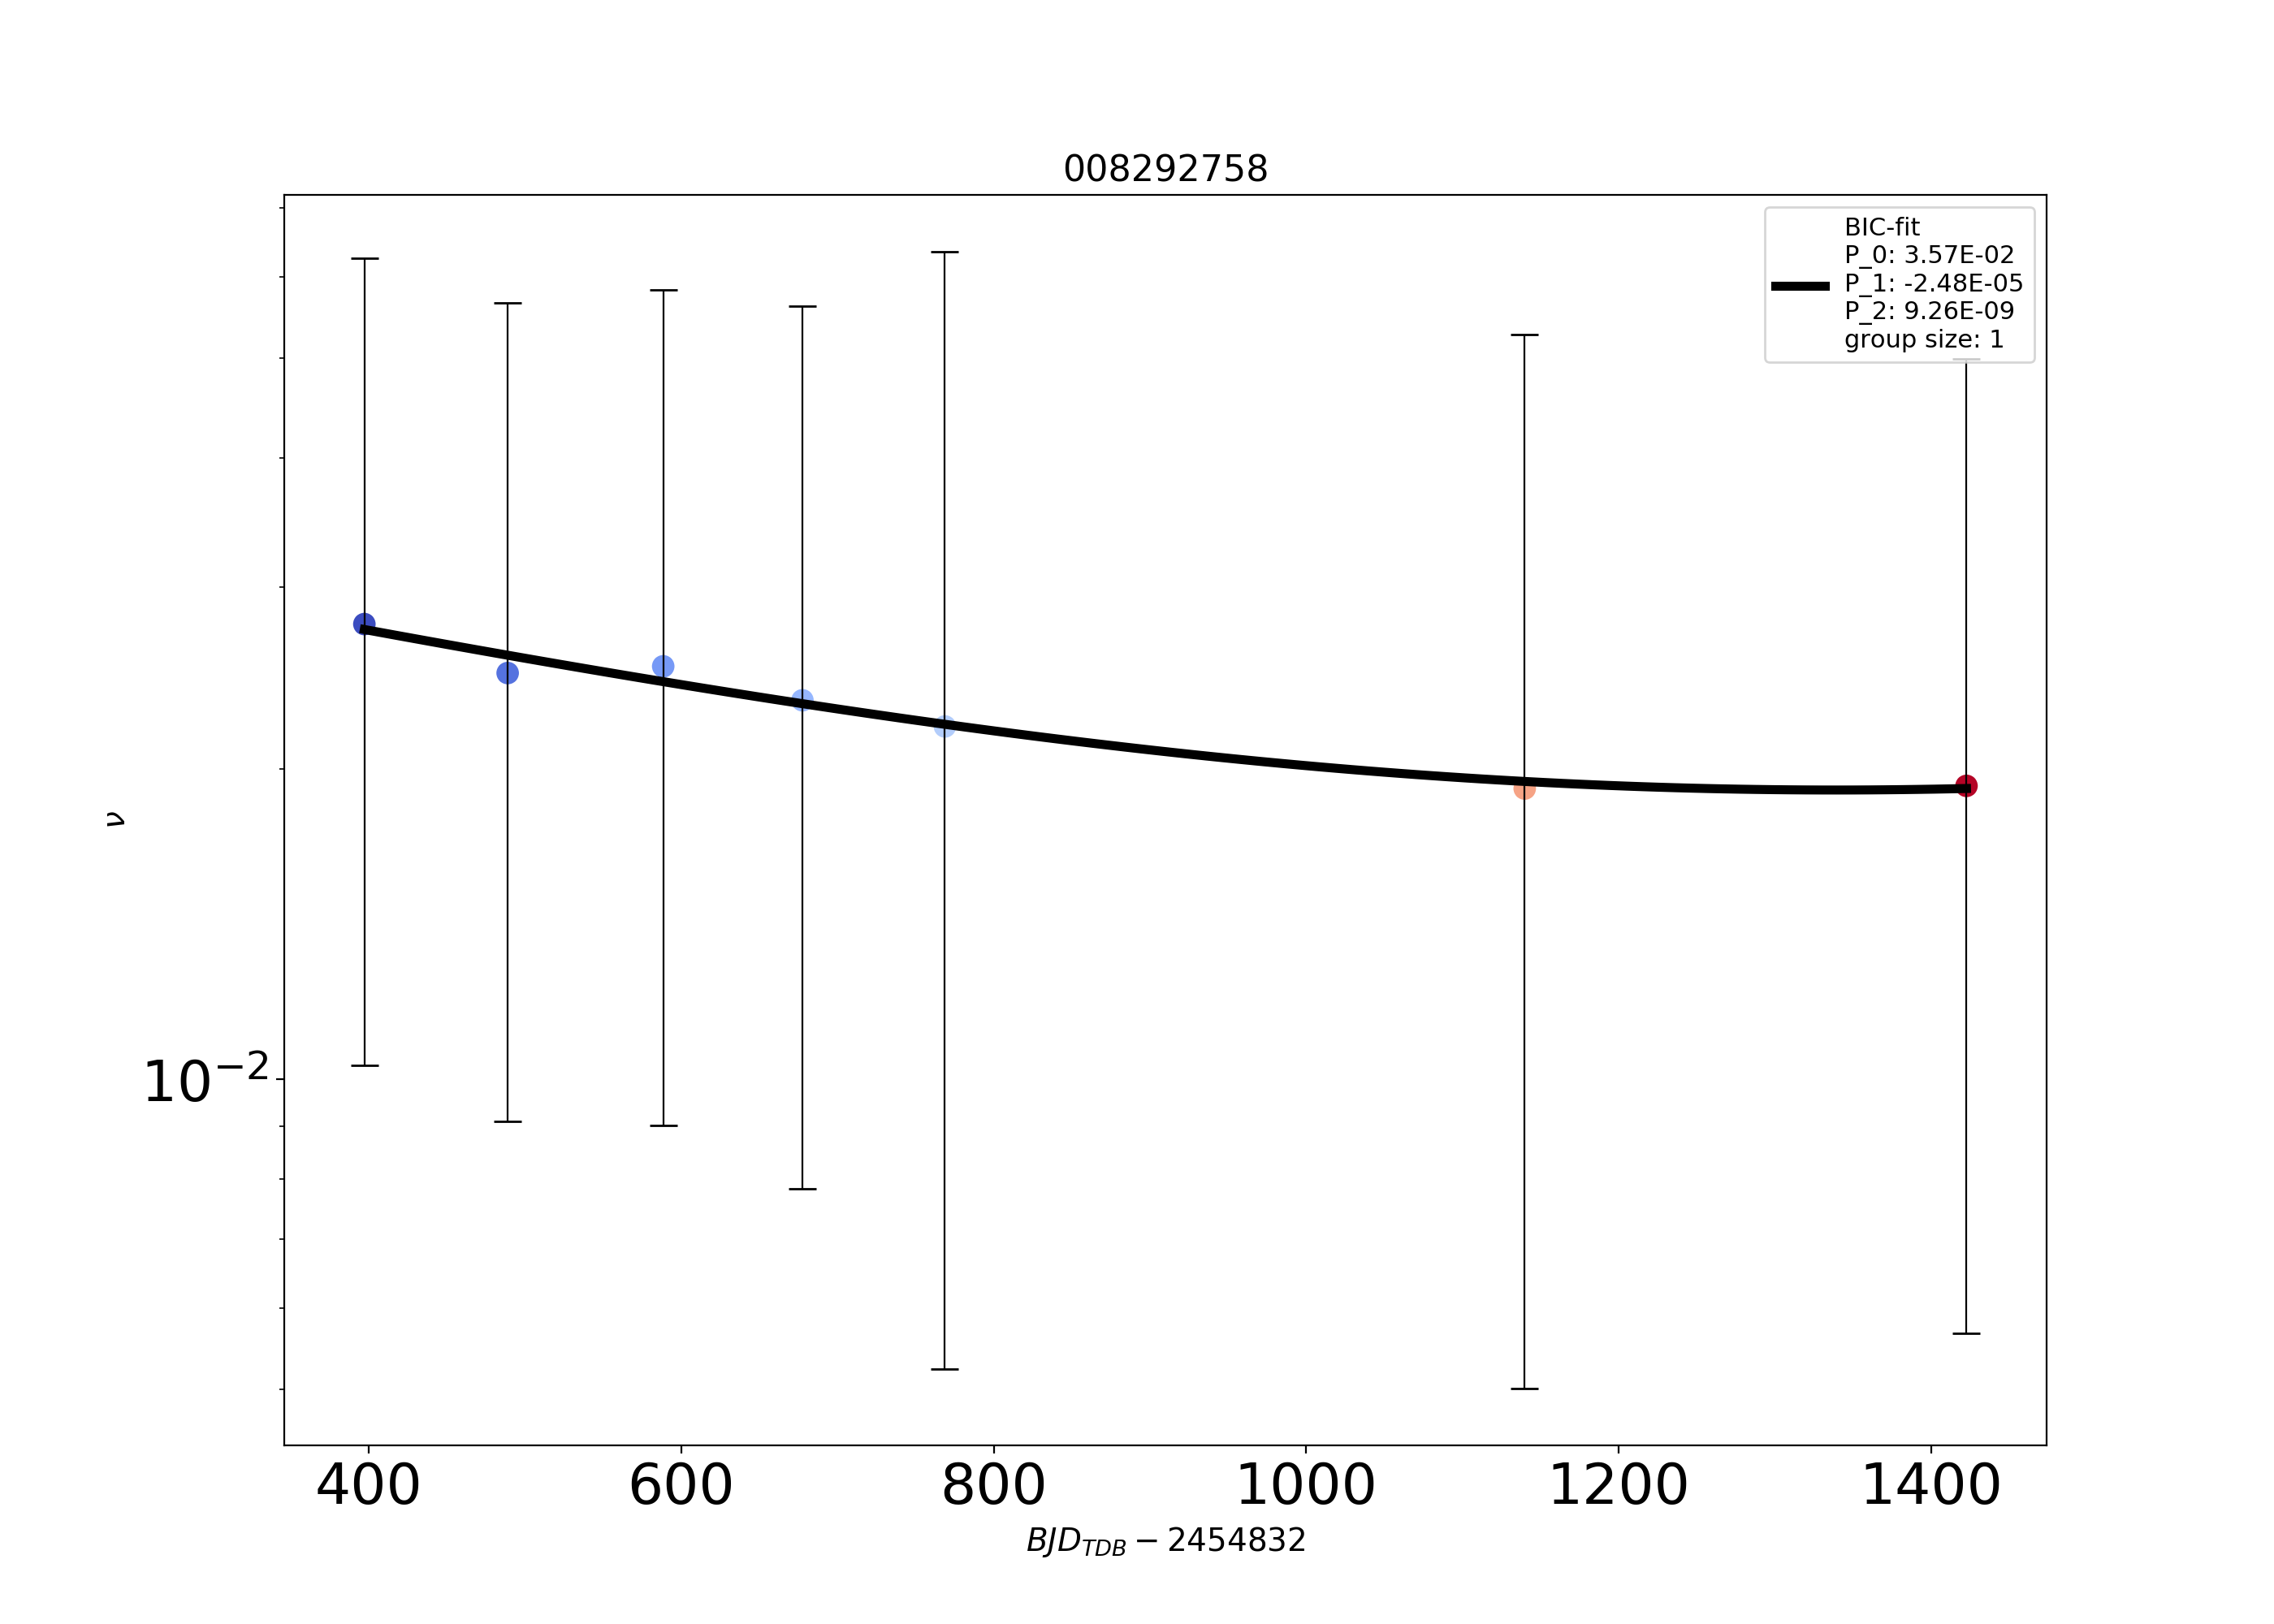 008292758
BIC-fit
P_0: 3.57E-02
P_1: -2.48E-05
P_2: 9.26E-09
group size: 1
ν
10⁻²
400 600 800 1000 1200 1400
BJD_TDB − 2454832